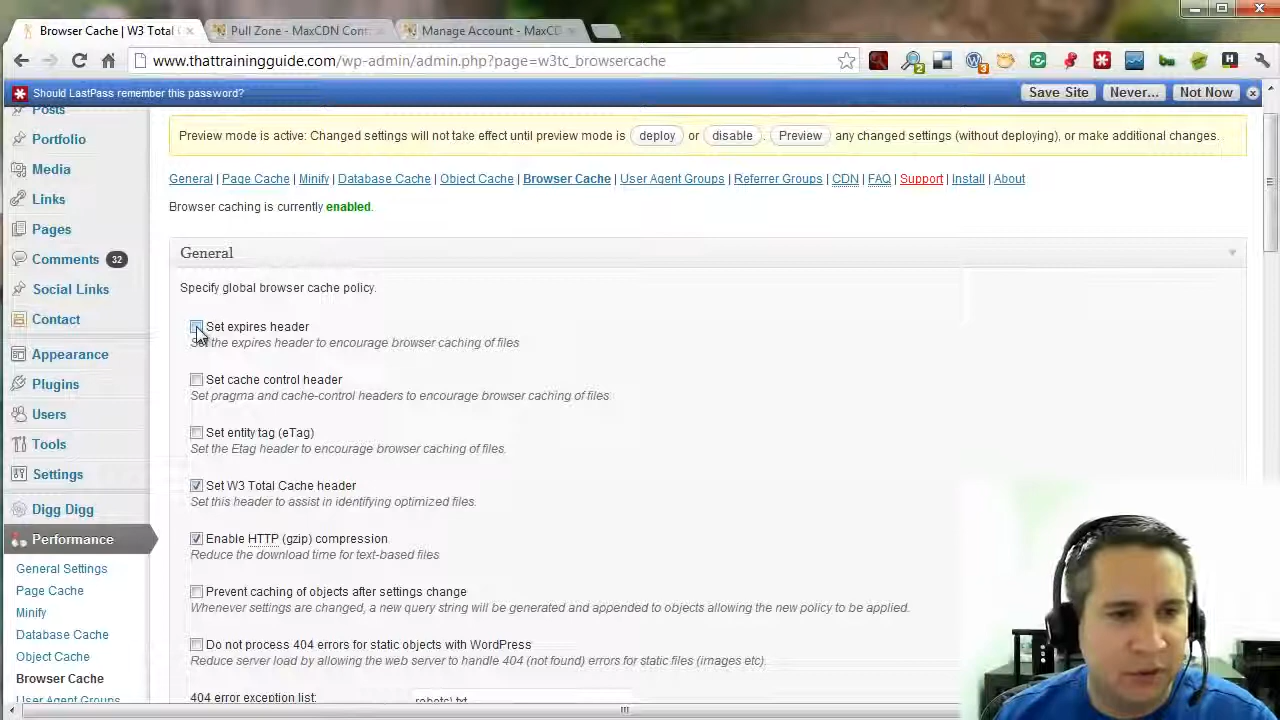 Browser Cache | W3 Total C
Pull Zone - MaxCDN Cont
Manage Account - MaxCD
www.thattrainingguide.com/wp-admin/admin.php?page=w3tc_browsercache
2
3
Should LastPass remember this password?
Save Site
Never...
Not Now
Posts
Portfolio
Media
Links
Pages
Comments 32
Social Links
Contact
Appearance
Plugins
Users
Tools
Settings
Digg Digg
Performance
General Settings
Page Cache
Minify
Database Cache
Object Cache
Browser Cache
User Agent Groups
Preview mode is active: Changed settings will not take effect until preview mode is deploy or disable. Preview any changed settings (without deploying), or make additional changes.
General | Page Cache | Minify | Database Cache | Object Cache | Browser Cache | User Agent Groups | Referrer Groups | CDN | FAQ | Support | Install | About
Browser caching is currently enabled.
General
Specify global browser cache policy.
Set expires header
Set the expires header to encourage browser caching of files
Set cache control header
Set pragma and cache-control headers to encourage browser caching of files
Set entity tag (eTag)
Set the Etag header to encourage browser caching of files.
Set W3 Total Cache header
Set this header to assist in identifying optimized files.
Enable HTTP (gzip) compression
Reduce the download time for text-based files
Prevent caching of objects after settings change
Whenever settings are changed, a new query string will be generated and appended to objects allowing the new policy to be applied.
Do not process 404 errors for static objects with WordPress
Reduce server load by allowing the web server to handle 404 (not found) errors for static files (images etc).
404 error exception list:
robots\.txt